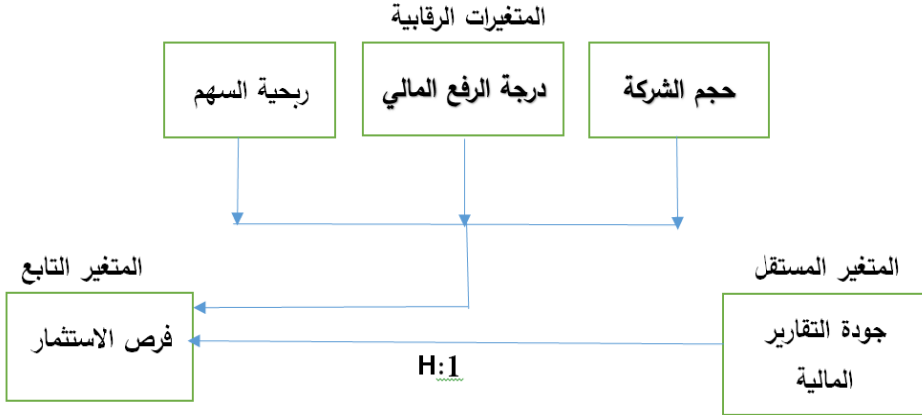 المتغيرات الرقابية
حجم الشركة
درجة الرفع المالي
ربحية السهم
المتغير المستقل
المتغير التابع
جودة التقارير
المالية
فرص الاستثمار
H:1